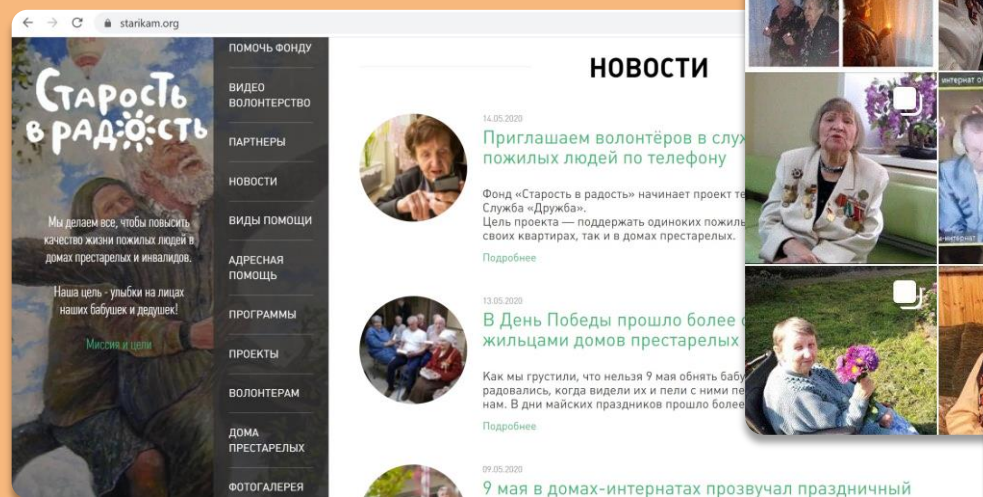 starikam.org
Старость
в радость
Мы делаем все, чтобы повысить
качество жизни пожилых людей в
домах престарелых и инвалидов.
Наша цель - улыбки на лицах
наших бабушек и дедушек!
Миссия и цели
ПОМОЧЬ ФОНДУ
ВИДЕО
ВОЛОНТЕРСТВО
ПАРТНЕРЫ
НОВОСТИ
ВИДЫ ПОМОЩИ
АДРЕСНАЯ
ПОМОЩЬ
ПРОГРАММЫ
ПРОЕКТЫ
ВОЛОНТЕРАМ
ДОМА
ПРЕСТАРЕЛЫХ
ФОТОГАЛЕРЕЯ
НОВОСТИ
14.05.2020
Приглашаем волонтёров в служ
пожилых людей по телефону
Фонд «Старость в радость» начинает проект те
Служба «Дружба».
Цель проекта — поддержать одиноких пожиль
своих квартирах, так и в домах престарелых.
Подробнее
13.05.2020
В День Победы прошло более
жильцами домов престарелых
Как мы грустили, что нельзя 9 мая обнять бабу
радовались, когда видели их и пели с ними пе
нам. В дни майских праздников прошло более
Подробнее
09.05.2020
9 мая в домах-интернатах прозвучал праздничный
интернат об